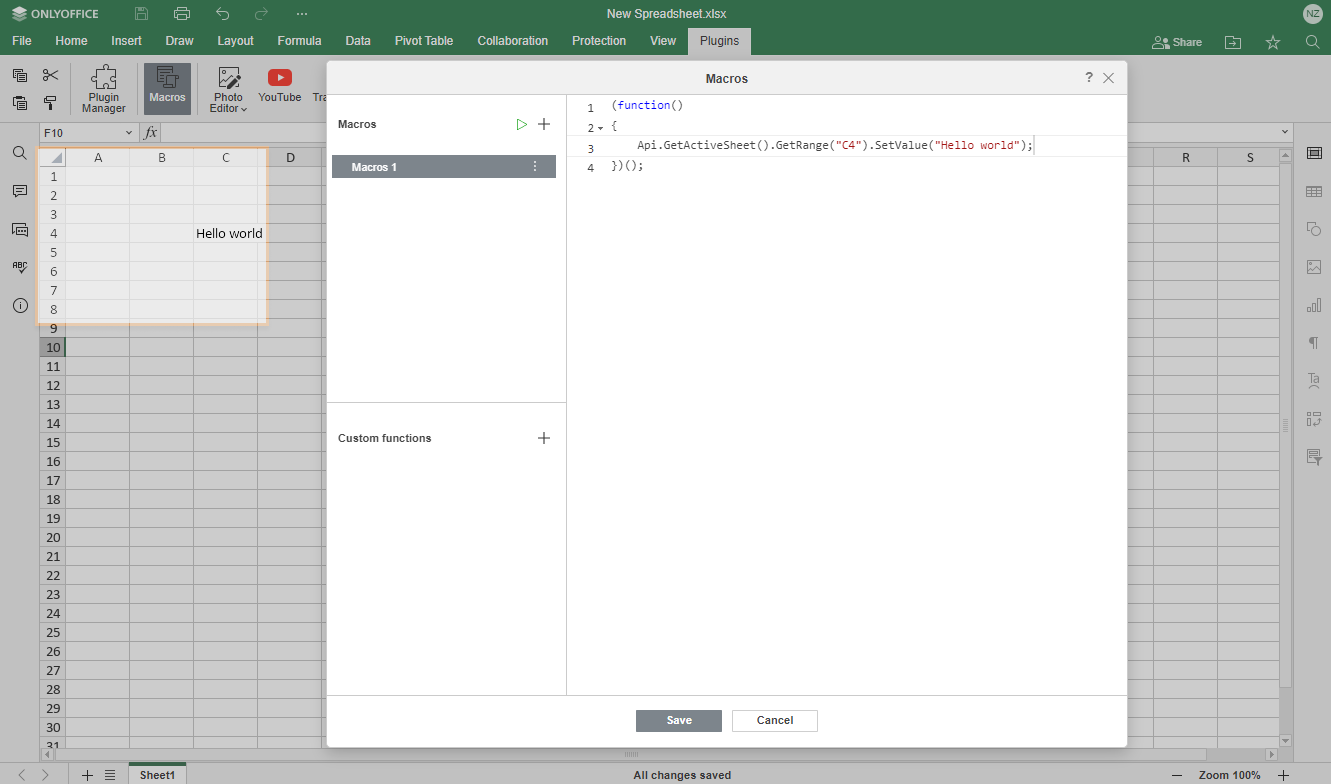 ONLYOFFICE
New Spreadsheet.xlsx
NZ
File Home Insert Draw Layout Formula Data Pivot Table Collaboration Protection View Plugins
Share
Plugin Manager
Macros
Photo Editor
YouTube
Tra
F10
fx
Macros
?
A B C D R S
1
2
3
4 Hello world
5
6
7
8
9
10
11
12
13
14
15
16
17
18
19
20
21
22
23
24
25
26
27
28
29
30
31
ABC
Ta
Macros
Macros 1
Custom functions
1 (function()
2 {
3 Api.GetActiveSheet().GetRange("C4").SetValue("Hello world");
4 })();
Save
Cancel
Sheet1
All changes saved
Zoom 100%